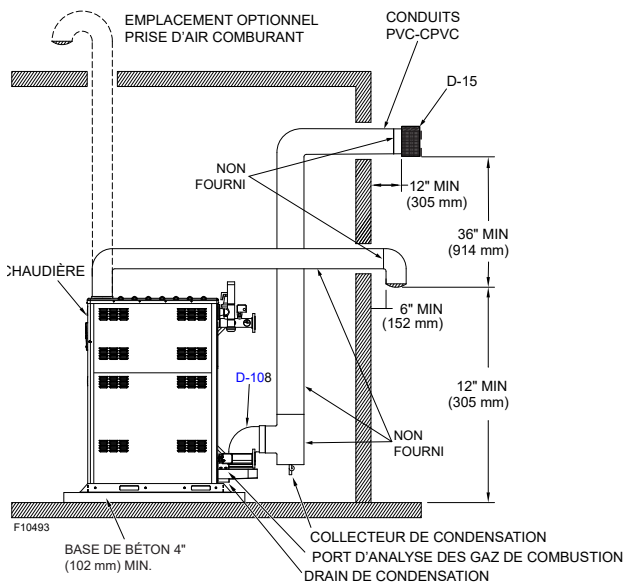 EMPLACEMENT OPTIONNEL
PRISE D'AIR COMBURANT
CONDUITS
PVC-CPVC
D-15
NON
FOURNI
12" MIN
(305 mm)
36" MIN
(914 mm)
CHAUDIÈRE
6" MIN
(152 mm)
12" MIN
(305 mm)
D-108
NON
FOURNI
F10493
BASE DE BÉTON 4"
(102 mm) MIN.
COLLECTEUR DE CONDENSATION
PORT D'ANALYSE DES GAZ DE COMBUSTION
DRAIN DE CONDENSATION